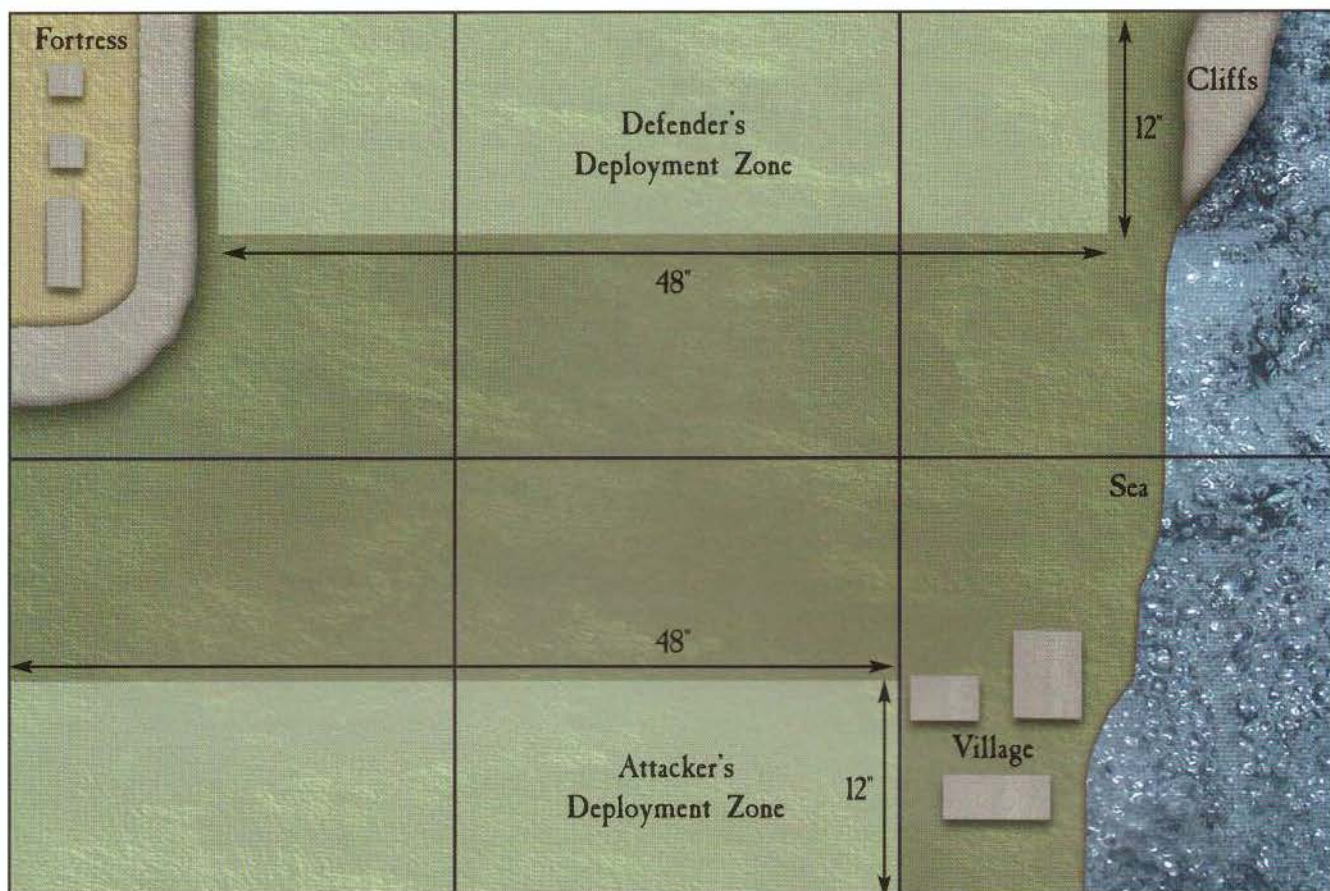 Fortress
Cliffs
Defender's
Deployment Zone
12"
48"
Sea
48"
Village
Attacker's
Deployment Zone
12"